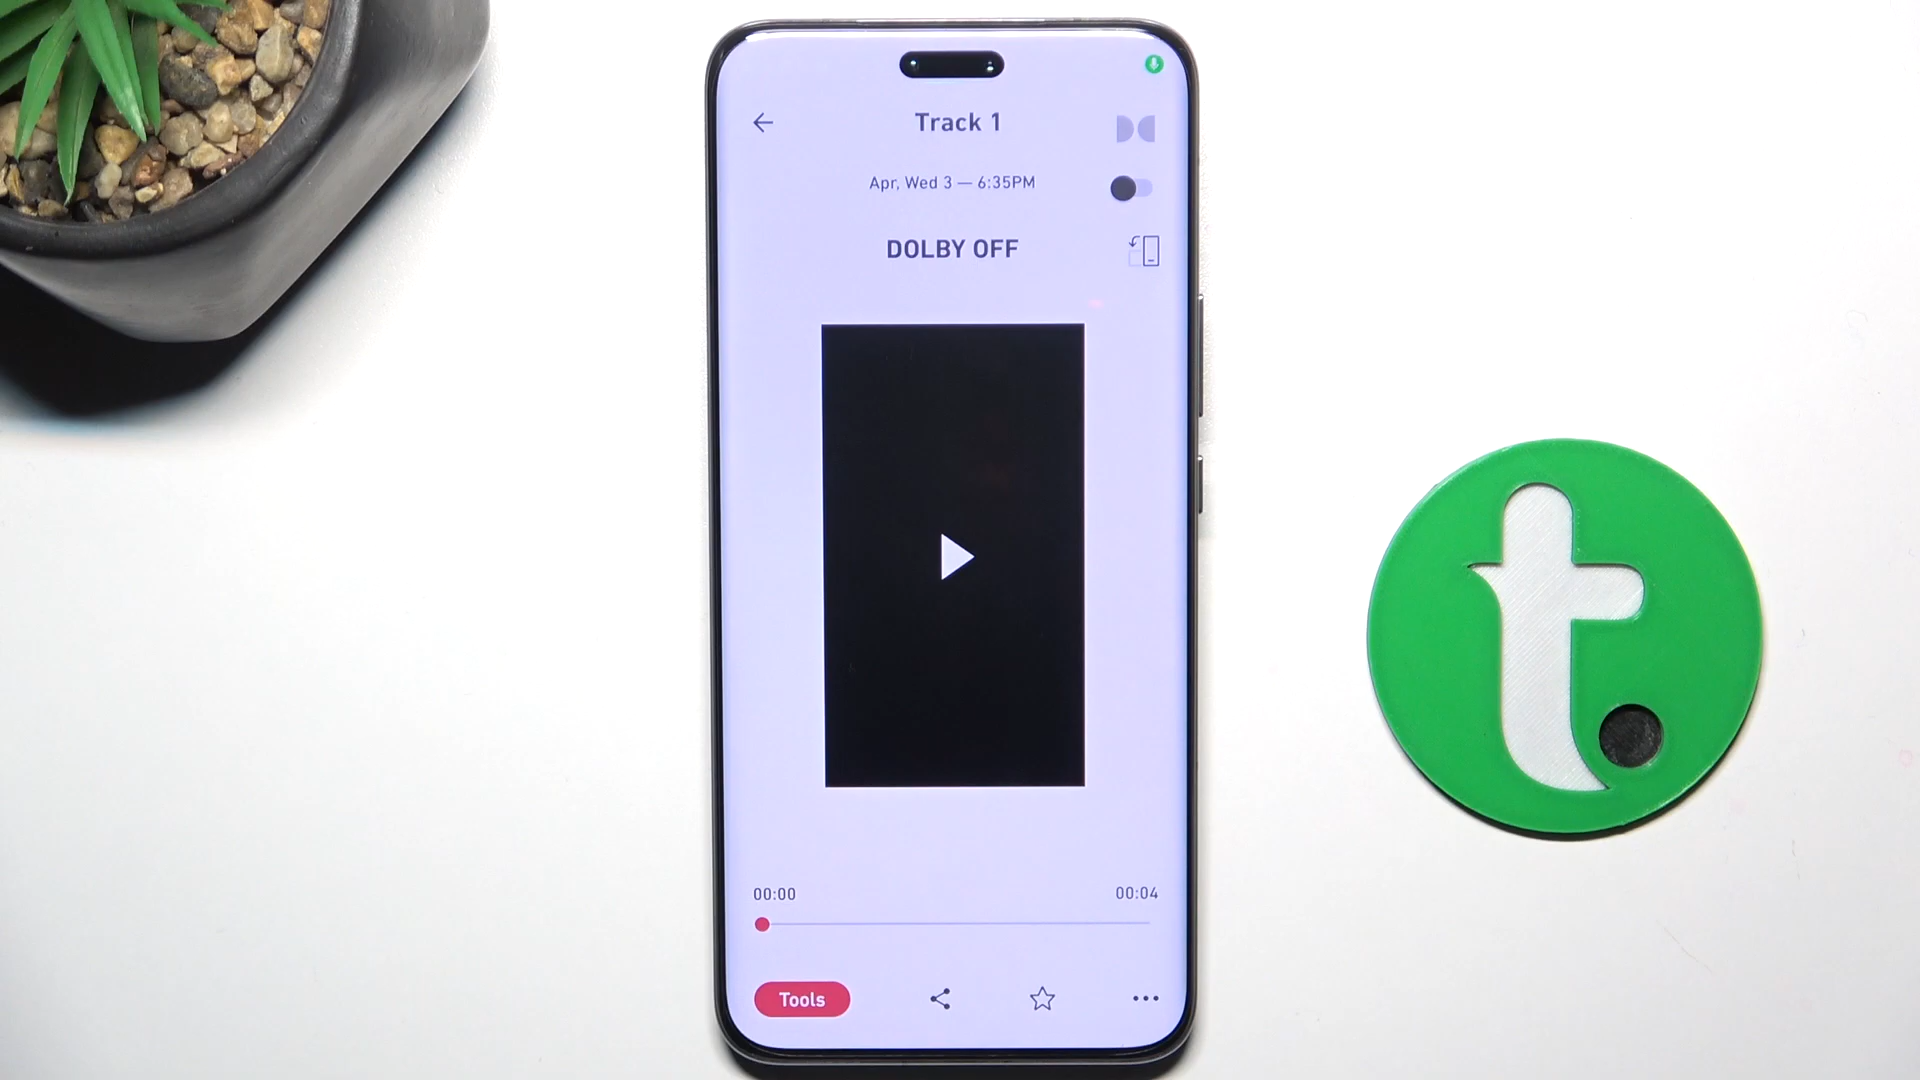 Track 1
Apr, Wed 3 — 6:35PM
DOLBY OFF
00:00
00:04
Tools
t